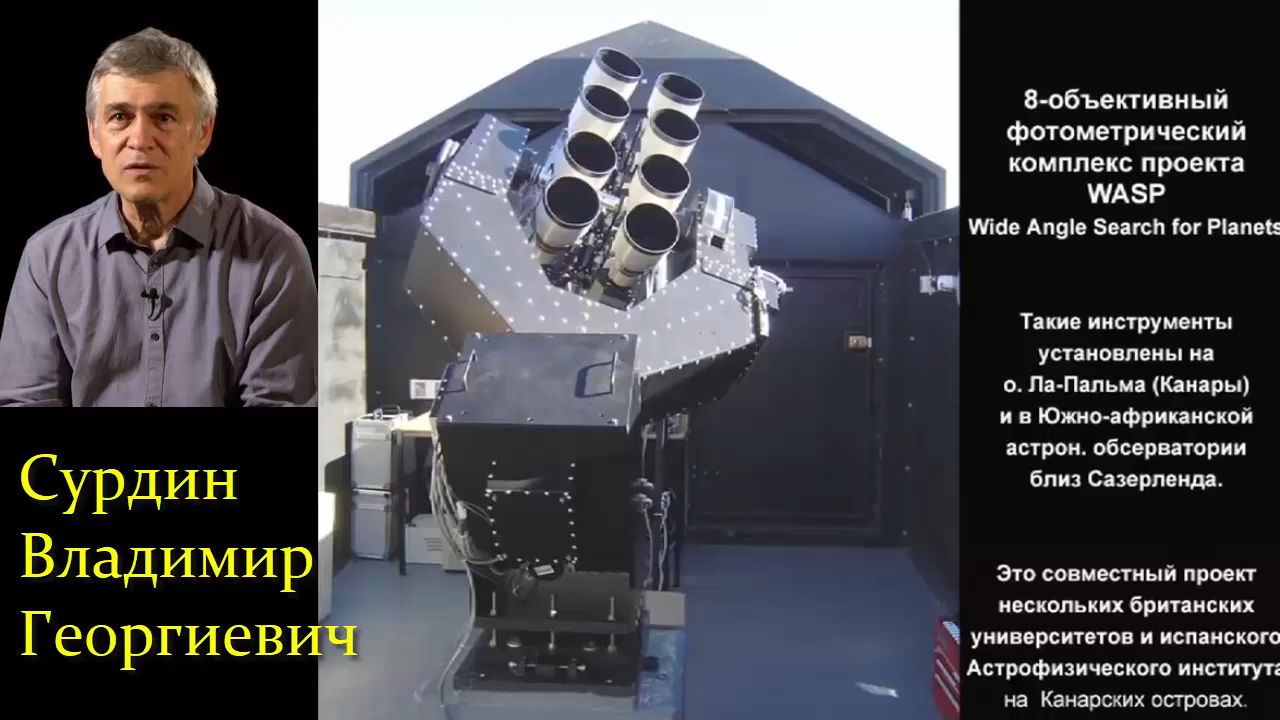 Сурдин
Владимир
Георгиевич
8-объективный
фотометрический
комплекс проекта
WASP
Wide Angle Search for Planets
Такие инструменты
установлены на
о. Ла-Пальма (Канары)
и в Южно-африканской
астрон. обсерватории
близ Сазерленда.
Это совместный проект
нескольких британских
университетов и испанского
Астрофизического института
на Канарских островах.